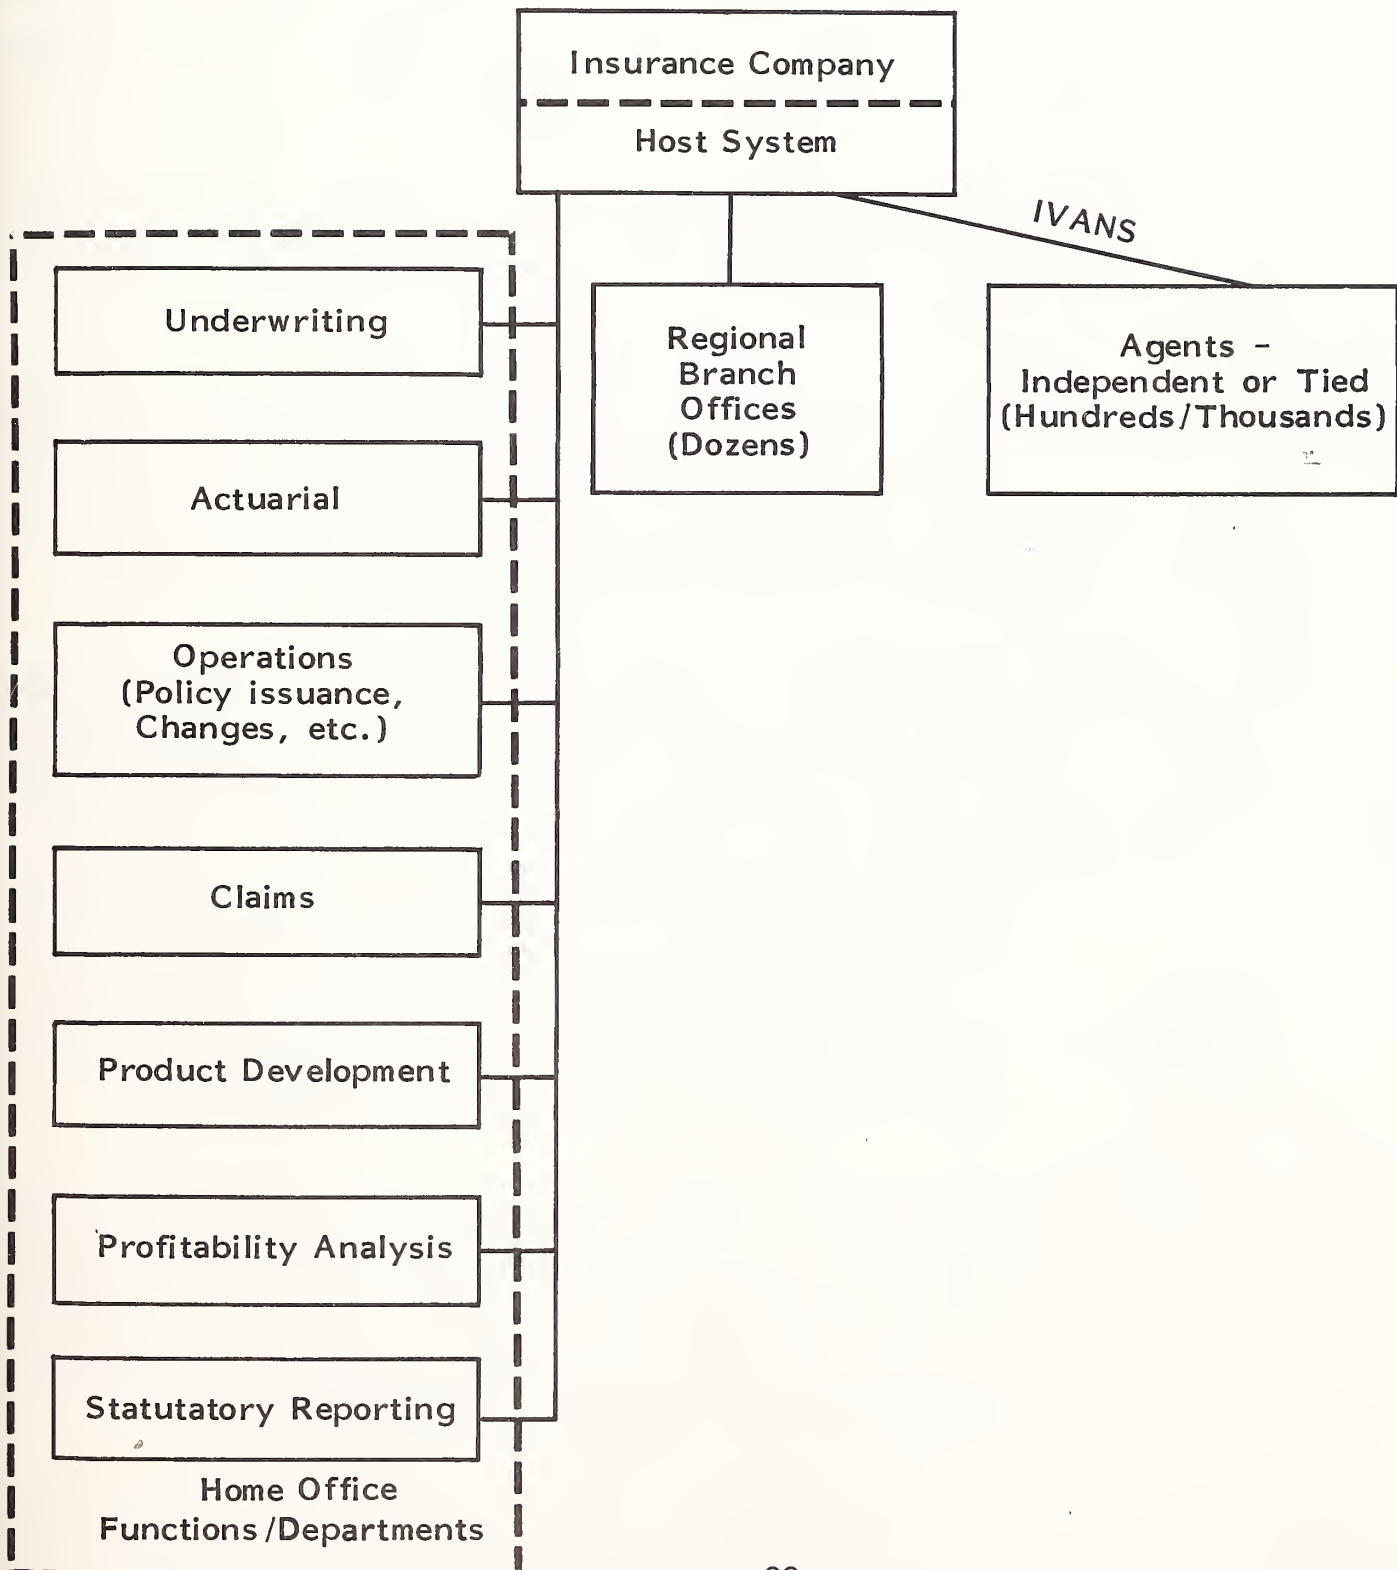 Insurance Company
Host System
IVANS
Underwriting
Actuarial
Operations
(Policy issuance,
Changes, etc.)
Claims
Product Development
Profitability Analysis
Statutatory Reporting
Home Office
Functions/Departments
Regional
Branch
Offices
(Dozens)
Agents -
Independent or Tied
(Hundreds/Thousands)